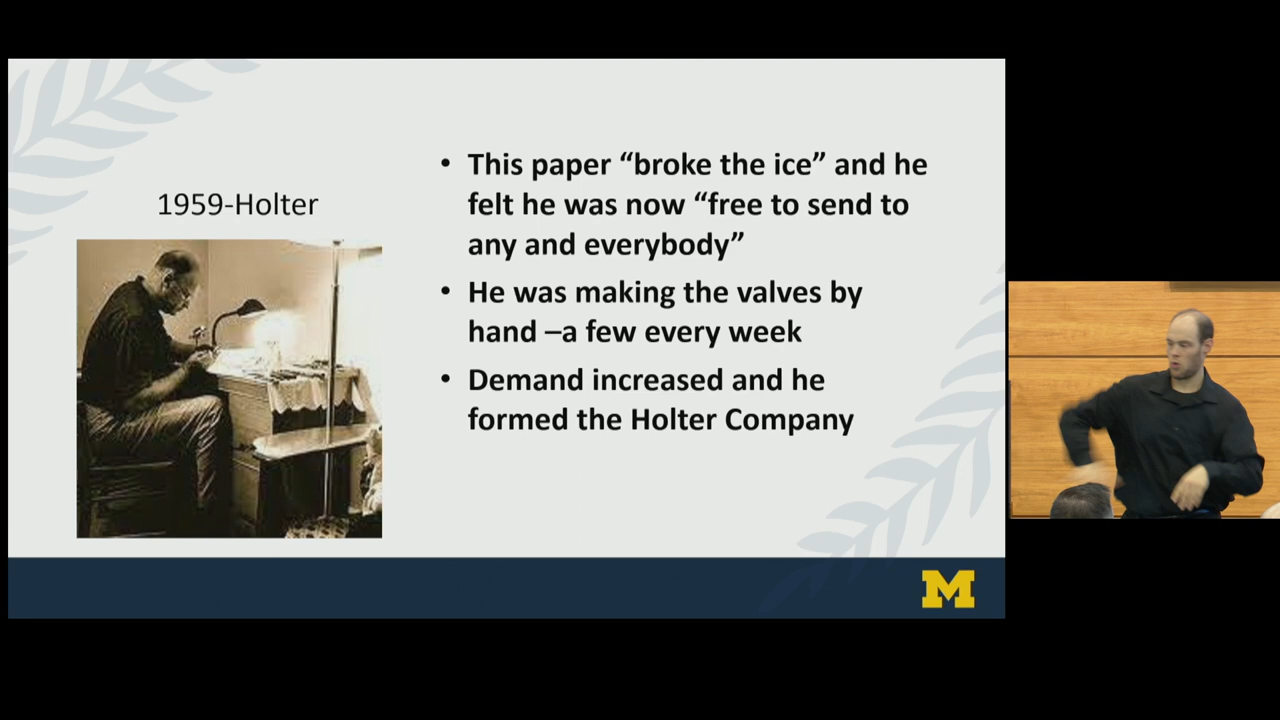 1959-Holter
• This paper “broke the ice” and he
felt he was now “free to send to
any and everybody”
• He was making the valves by
hand –a few every week
• Demand increased and he
formed the Holter Company
M